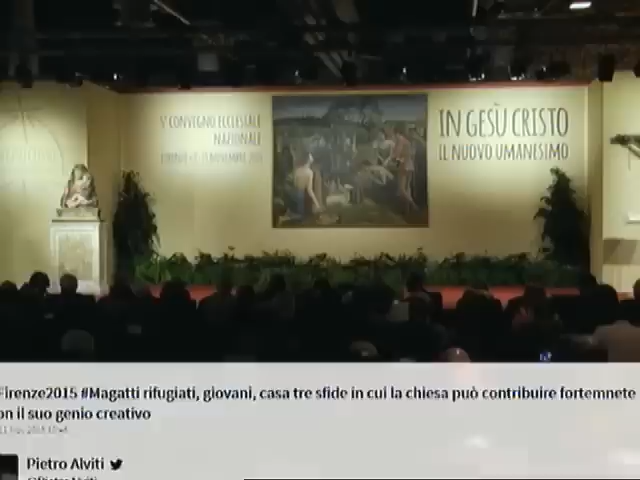 V CONVEGNO ECCLESIALE
NAZIONALE
IN GESÙ CRISTO
IL NUOVO UMANESIMO
Firenze2015 #Magatti rifugiati, giovani, casa tre sfide in cui la chiesa può contribuire fortemnete
on il suo genio creativo
Pietro Alviti